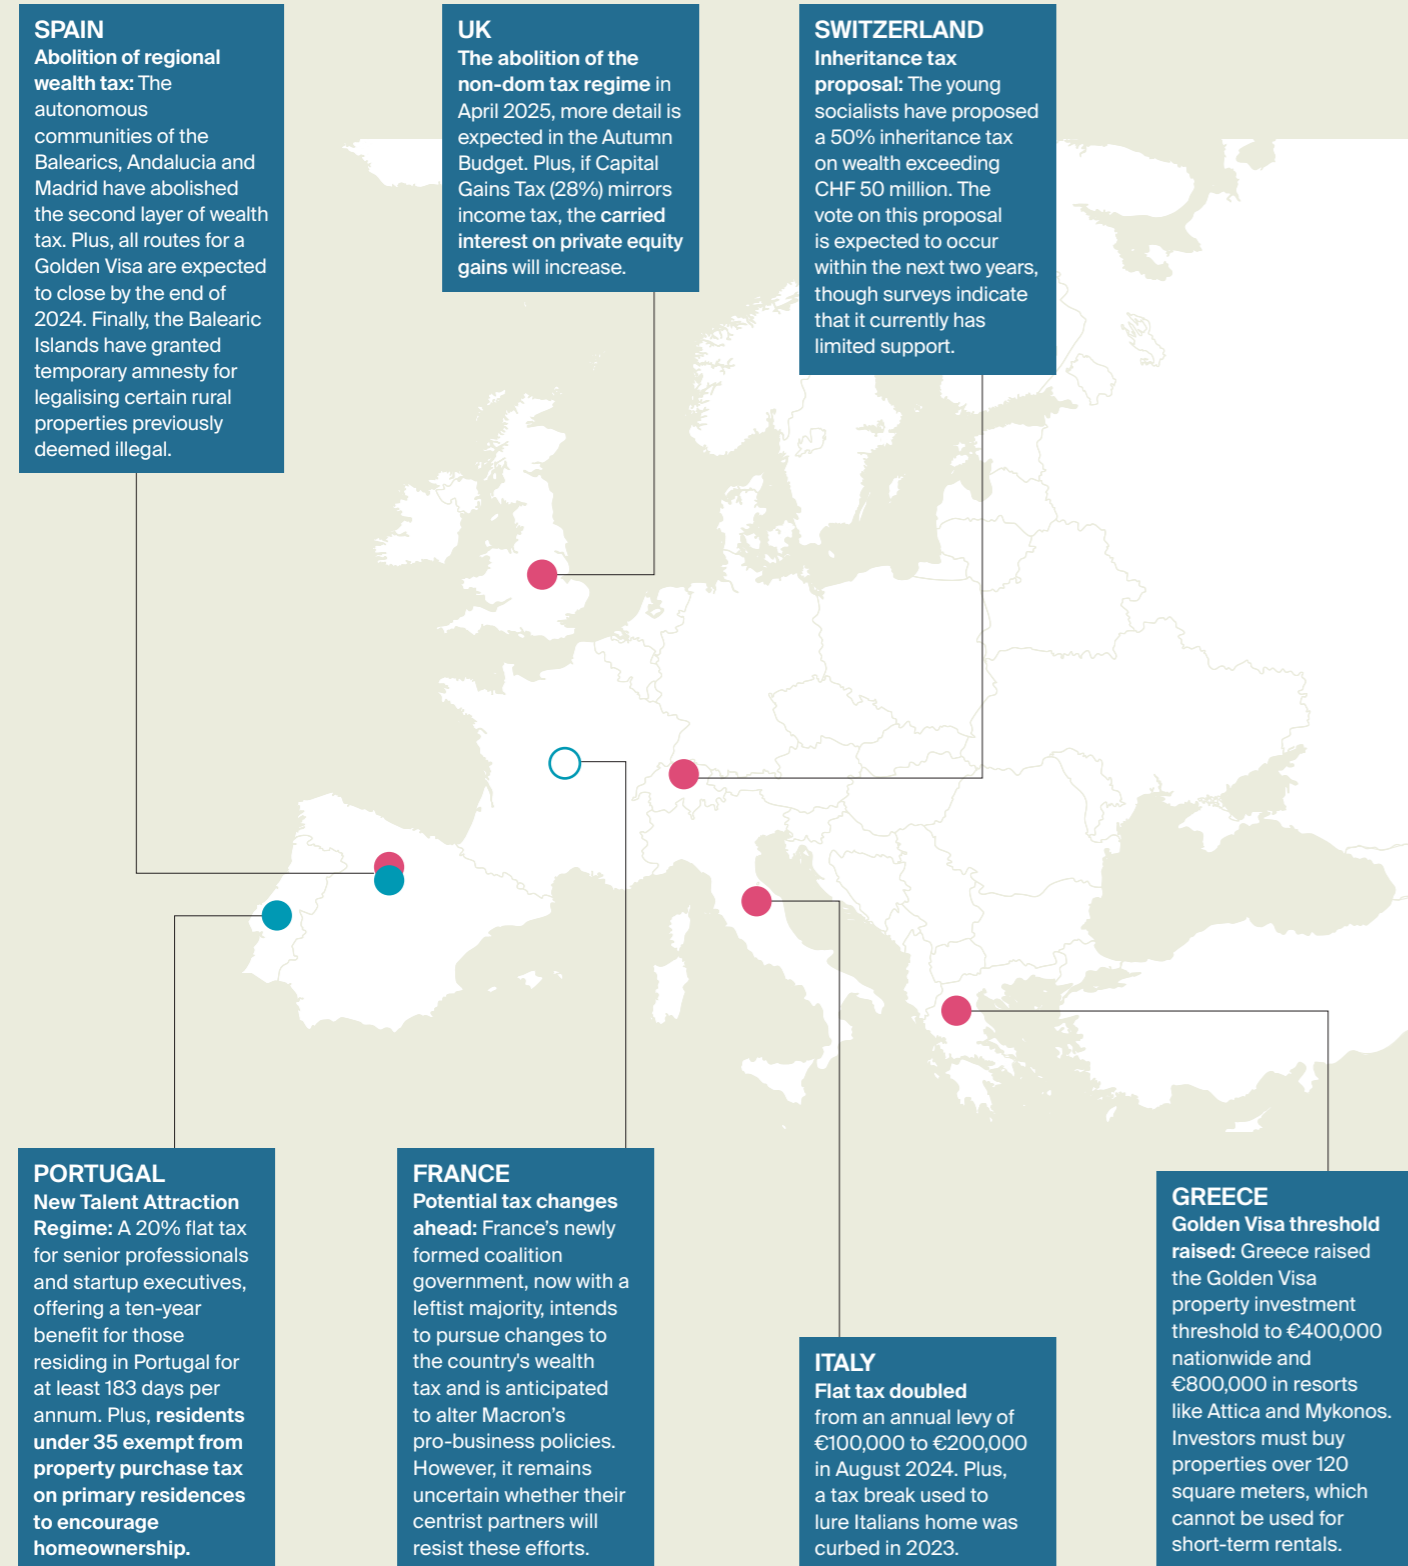 SPAIN
Abolition of regional
wealth tax: The
autonomous
communities of the
Balearics, Andalucia and
Madrid have abolished
the second layer of wealth
tax. Plus, all routes for a
Golden Visa are expected
to close by the end of
2024. Finally, the Balearic
Islands have granted
temporary amnesty for
legalising certain rural
properties previously
deemed illegal.
UK
The abolition of the
non-dom tax regime in
April 2025, more detail is
expected in the Autumn
Budget. Plus, if Capital
Gains Tax (28%) mirrors
income tax, the carried
interest on private equity
gains will increase.
SWITZERLAND
Inheritance tax
proposal: The young
socialists have proposed
a 50% inheritance tax
on wealth exceeding
CHF 50 million. The
vote on this proposal
is expected to occur
within the next two years,
though surveys indicate
that it currently has
limited support.
PORTUGAL
New Talent Attraction
Regime: A 20% flat tax
for senior professionals
and startup executives,
offering a ten-year
benefit for those
residing in Portugal for
at least 183 days per
annum. Plus, residents
under 35 exempt from
property purchase tax
on primary residences
to encourage
homeownership.
FRANCE
Potential tax changes
ahead: France's newly
formed coalition
government, now with a
leftist majority, intends
to pursue changes to
the country's wealth
tax and is anticipated
to alter Macron's
pro-business policies.
However, it remains
uncertain whether their
centrist partners will
resist these efforts.
ITALY
Flat tax doubled
from an annual levy of
€100,000 to €200,000
in August 2024. Plus,
a tax break used to
lure Italians home was
curbed in 2023.
GREECE
Golden Visa threshold
raised: Greece raised
the Golden Visa
property investment
threshold to €400,000
nationwide and
€800,000 in resorts
like Attica and Mykonos.
Investors must buy
properties over 120
square meters, which
cannot be used for
short-term rentals.